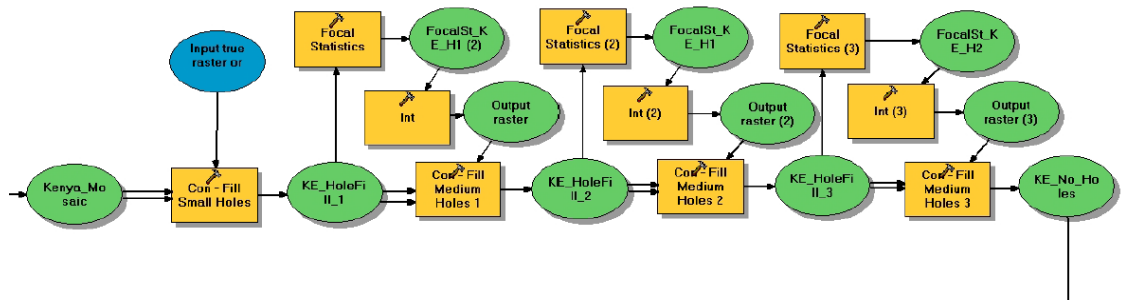 Input true
raster or
Focal
Statistics
FocalSt_K
E_H1 (2)
Int
Output
raster
Focal
Statistics (2)
FocalSt_K
E_H1
Int (2)
Output
raster (2)
Focal
Statistics (3)
FocalSt_K
E_H2
Int (3)
Output
raster (3)
Kenya_Mo
saic
Con - Fill
Small Holes
KE_HoleFi
ll_1
Con - Fill
Medium
Holes 1
KE_HoleFi
ll_2
Con - Fill
Medium
Holes 2
KE_HoleFi
ll_3
Con - Fill
Medium
Holes 3
KE_No_Ho
les